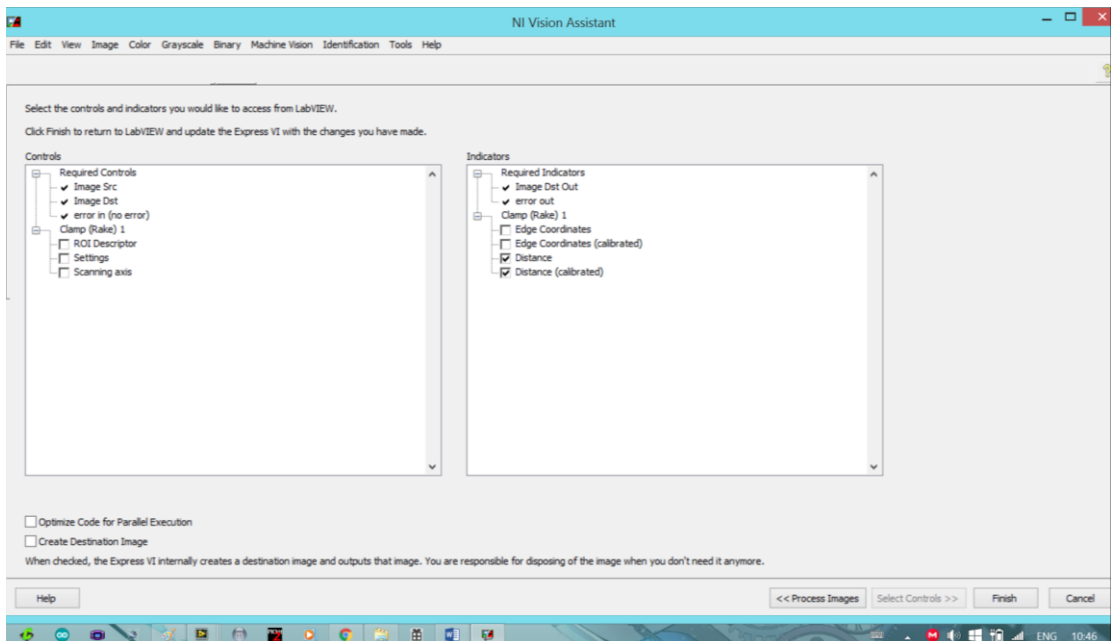 NI Vision Assistant
File Edit View Image Color Grayscale Binary Machine Vision Identification Tools Help
Select the controls and indicators you would like to access from LabVIEW.
Click Finish to return to LabVIEW and update the Express VI with the changes you have made.
Controls
Required Controls
Image Src
Image Dst
error in (no error)
Clamp (Rake) 1
ROI Descriptor
Settings
Scanning axis
Indicators
Required Indicators
Image Dst Out
error out
Clamp (Rake) 1
Edge Coordinates
Edge Coordinates (calibrated)
Distance
Distance (calibrated)
Optimize Code for Parallel Execution
Create Destination Image
When checked, the Express VI internally creates a destination image and outputs that image. You are responsible for disposing of the image when you don't need it anymore.
Help << Process Images Select Controls >> Finish Cancel
ENG 10:46